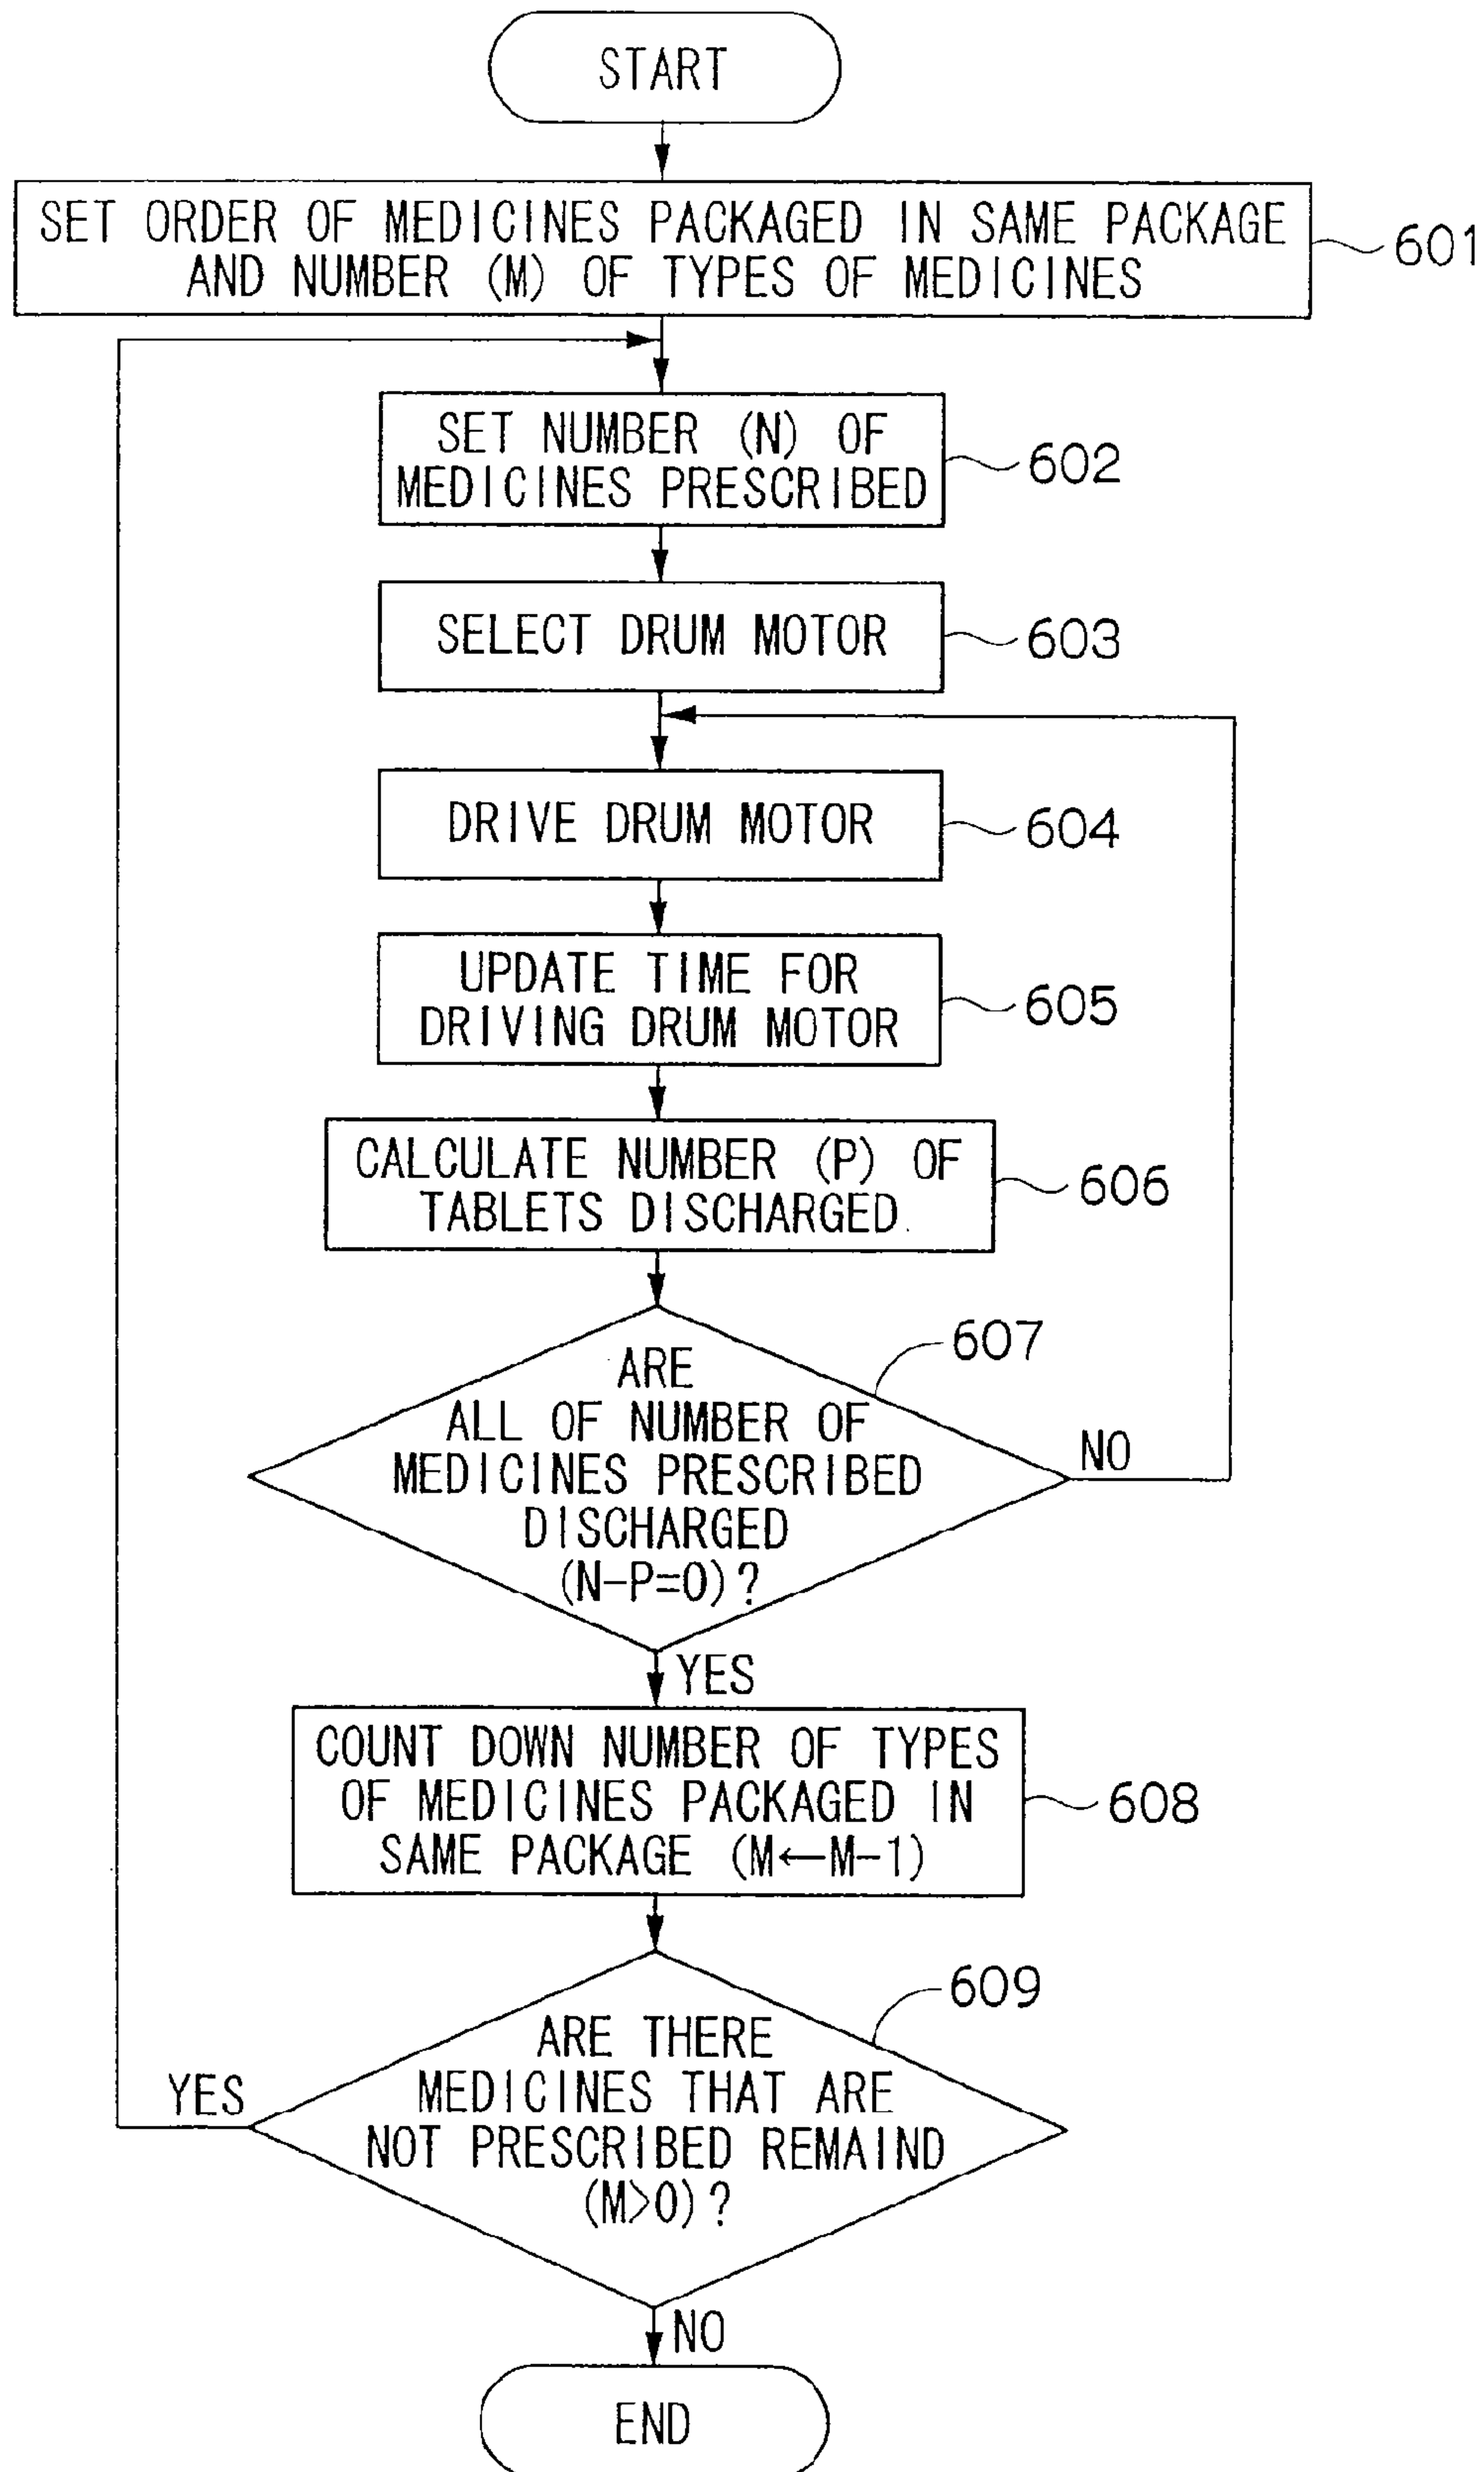 START
SET ORDER OF MEDICINES PACKAGED IN SAME PACKAGE
AND NUMBER (M) OF TYPES OF MEDICINES
601
SET NUMBER (N) OF
MEDICINES PRESCRIBED
602
SELECT DRUM MOTOR
603
DRIVE DRUM MOTOR
604
UPDATE TIME FOR
DRIVING DRUM MOTOR
605
CALCULATE NUMBER (P) OF
TABLETS DISCHARGED
606
607
ARE
ALL OF NUMBER OF
MEDICINES PRESCRIBED
DISCHARGED
(N-P=0)?
NO
YES
COUNT DOWN NUMBER OF TYPES
OF MEDICINES PACKAGED IN
SAME PACKAGE (M←M-1)
608
609
ARE THERE
MEDICINES THAT ARE
NOT PRESCRIBED REMAIND
(M>0)?
YES
NO
END